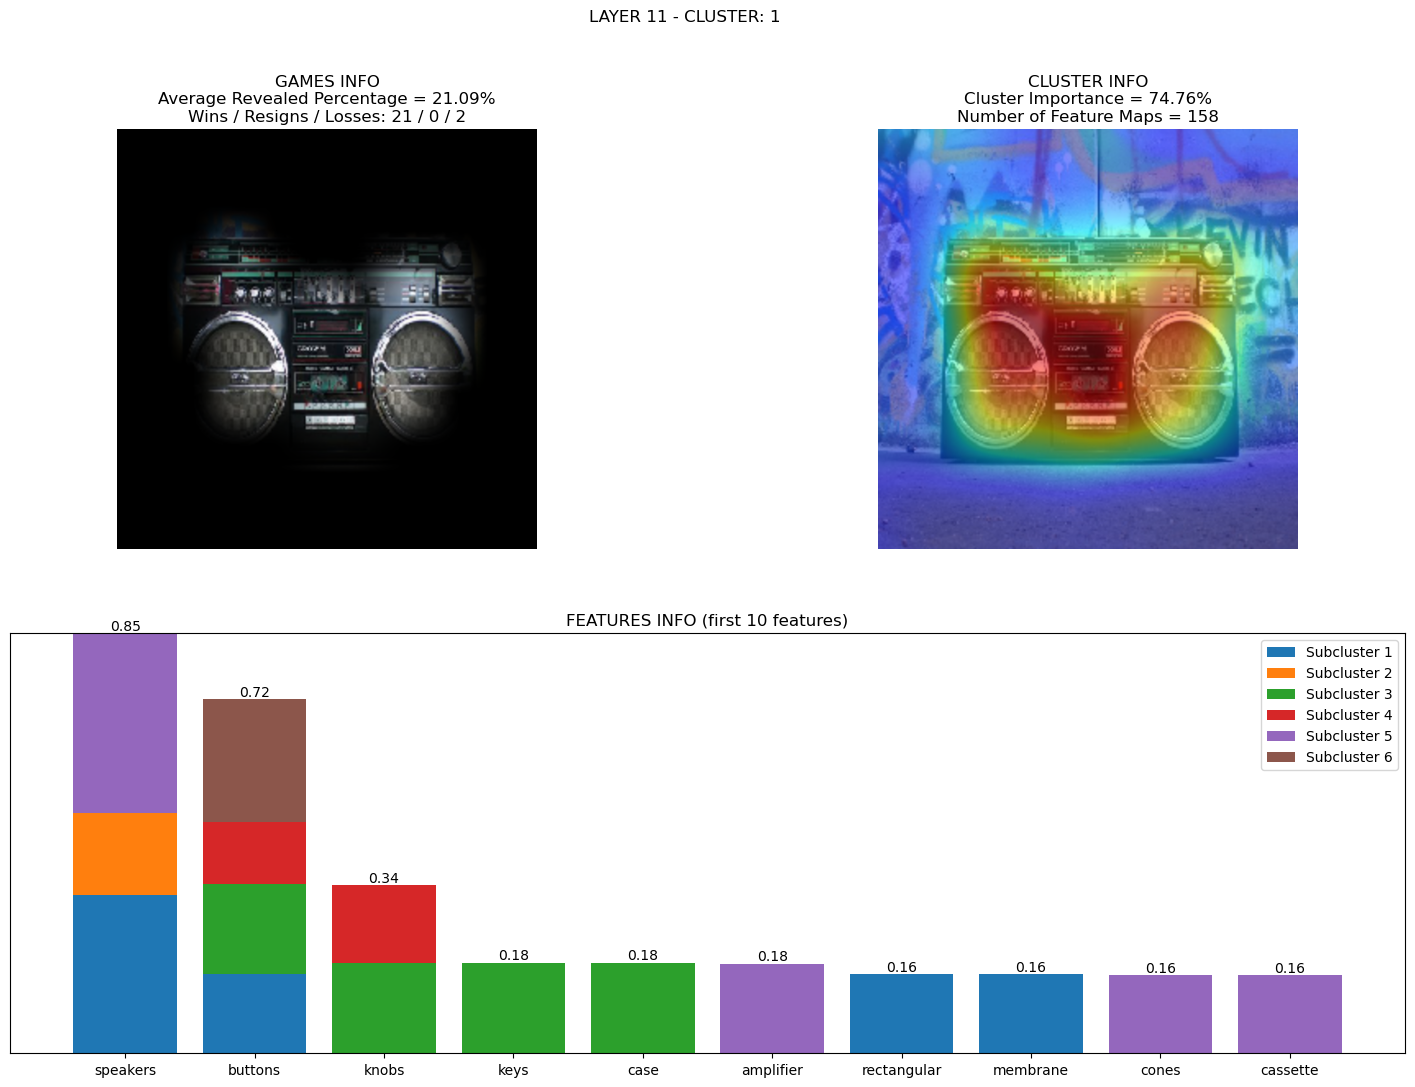 LAYER 11 - CLUSTER: 1
GAMES INFO
Average Revealed Percentage = 21.09%
Wins / Resigns / Losses: 21 / 0 / 2
CLUSTER INFO
Cluster Importance = 74.76%
Number of Feature Maps = 158
EVIN
FEATURES INFO (first 10 features)
0.85
0.72
0.34
0.18
0.18
0.18
0.16
0.16
0.16
0.16
Subcluster 1
Subcluster 2
Subcluster 3
Subcluster 4
Subcluster 5
Subcluster 6
speakers
buttons
knobs
keys
case
amplifier
rectangular
membrane
cones
cassette